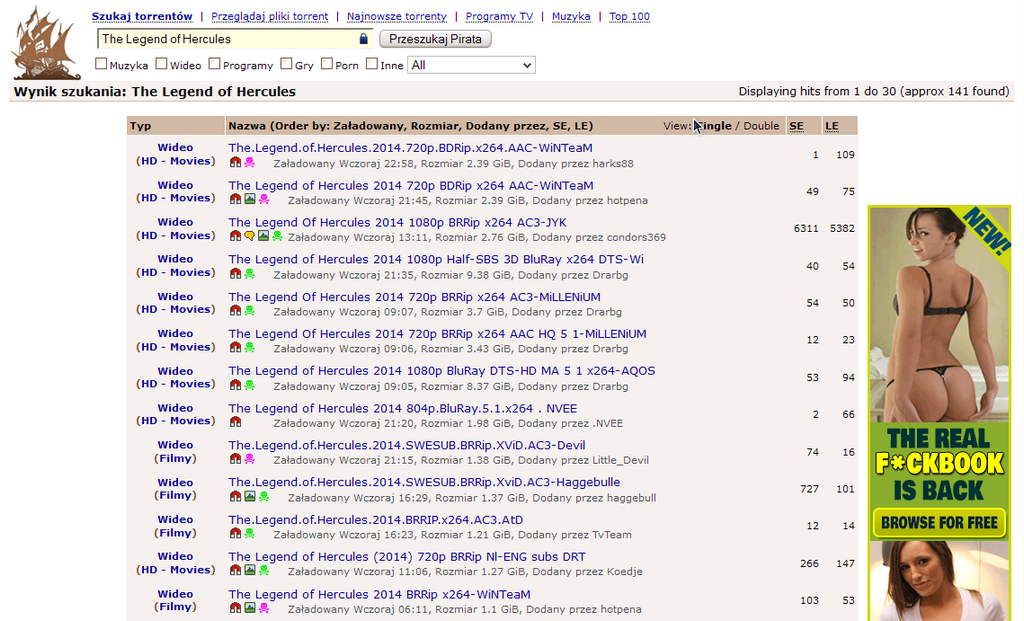 Szukaj torrentów | Przeglądaj pliki torrent | Najnowsze torrenty | Programy TV | Muzyka | Top 100
The Legend of Hercules Przeszukaj Pirata
Muzyka Video Programy Gry Porn Inne All
Wynik szukania: The Legend of Hercules Displaying hits from 1 do 30 (approx 141 found)
Typ Nazwa (Order by: Załadowany, Rozmiar, Dodany przez, SE, LE) View: Single / Double SE LE
Wideo The.Legend.of.Hercules.2014.720p.BDRip.x264.AAC-WiNTeaM
(HD - Movies) Załadowany Wczoraj 22:58, Rozmiar 2.39 GiB, Dodany przez harks88 1 109
Wideo The Legend of Hercules 2014 720p BDRip x264 AAC-WiNTeaM
(HD - Movies) Załadowany Wczoraj 21:45, Rozmiar 2.39 GiB, Dodany przez hotpena 49 75
Wideo The Legend Of Hercules 2014 1080p BRRip x264 AC3-JYK
(HD - Movies) Załadowany Wczoraj 13:11, Rozmiar 2.76 GiB, Dodany przez condors369 6311 5382
Wideo The Legend of Hercules 2014 1080p Half-SBS 3D BluRay x264 DTS-Wi
(HD - Movies) Załadowany Wczoraj 21:35, Rozmiar 9.38 GiB, Dodany przez Drarbg 40 54
Wideo The Legend Of Hercules 2014 720p BRRip x264 AC3-MiLLENiUM
(HD - Movies) Załadowany Wczoraj 09:07, Rozmiar 3.7 GiB, Dodany przez Drarbg 54 50
Wideo The Legend Of Hercules 2014 720p BRRip x264 AAC HQ 5 1-MiLLENiUM
(HD - Movies) Załadowany Wczoraj 09:06, Rozmiar 3.43 GiB, Dodany przez Drarbg 12 23
Wideo The Legend of Hercules 2014 1080p BluRay DTS-HD MA 5 1 x264-AQOS
(HD - Movies) Załadowany Wczoraj 09:05, Rozmiar 8.37 GiB, Dodany przez Drarbg 53 94
Wideo The Legend of Hercules 2014 804p.BluRay.5.1.x264 . NVEE
(HD - Movies) Załadowany Wczoraj 21:20, Rozmiar 1.98 GiB, Dodany przez .NVEE 2 66
Wideo The.Legend.of.Hercules.2014.SWESUB.BRRip.XviD.AC3-Devil
(Filmy) Załadowany Wczoraj 21:15, Rozmiar 1.38 GiB, Dodany przez Little_Devil 74 16
Wideo The.Legend.of.Hercules.2014.SWESUB.BRRip.XviD.AC3-Haggebulle
(Filmy) Załadowany Wczoraj 16:29, Rozmiar 1.37 GiB, Dodany przez haggebull 727 101
Wideo The.Legend.of.Hercules.2014.BRRIP.x264.AC3.AtD
(Filmy) Załadowany Wczoraj 16:23, Rozmiar 1.21 GiB, Dodany przez TvTeam 12 14
Wideo The Legend of Hercules (2014) 720p BRRip Nl-ENG subs DRT
(HD - Movies) Załadowany Wczoraj 11:06, Rozmiar 1.27 GiB, Dodany przez Koedje 266 147
Wideo The Legend of Hercules 2014 BRRip x264-WiNTeaM
(Filmy) Załadowany Wczoraj 06:11, Rozmiar 1.1 GiB, Dodany przez hotpena 103 53
NEW!
THE REAL
F*CKBOOK
IS BACK
BROWSE FOR FREE